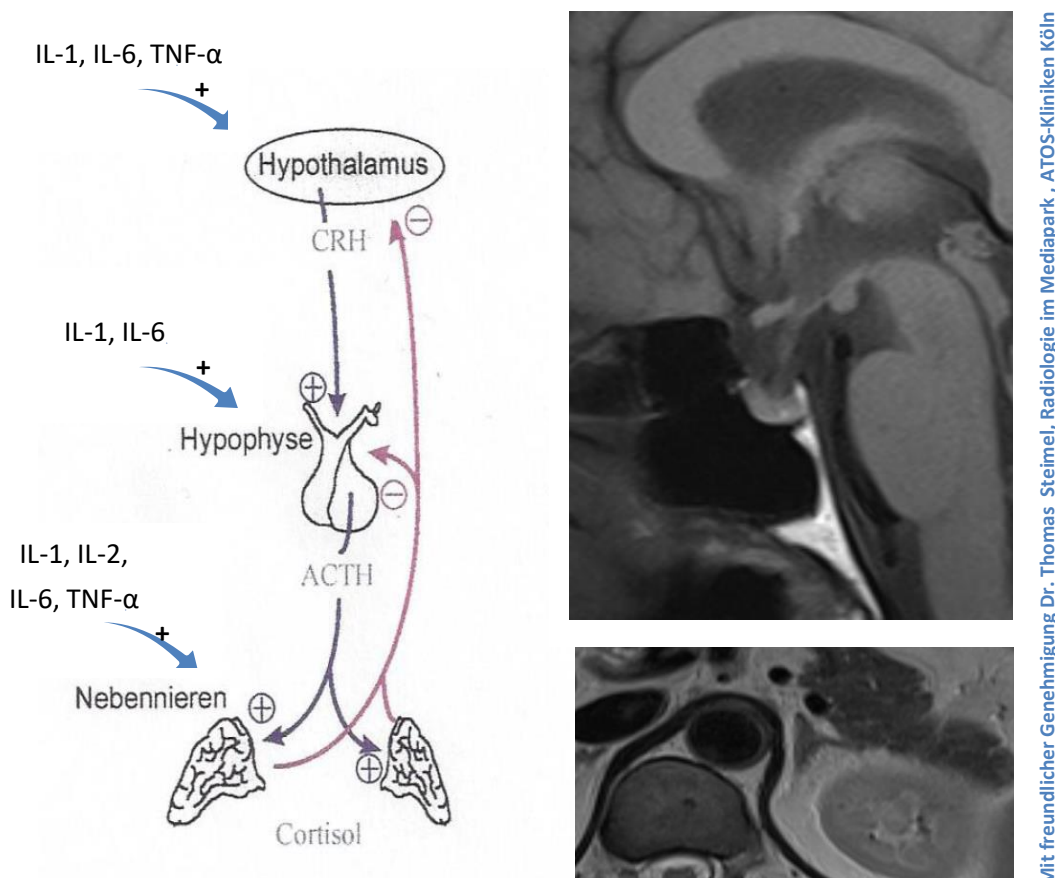 IL-1, IL-6, TNF-α
+
Hypothalamus
−
CRH
IL-1, IL-6
+
+
Hypophyse
−
IL-1, IL-2,
ACTH
IL-6, TNF-α
+
Nebennieren
+
+
Cortisol
Mit freundlicher Genehmigung Dr. Thomas Steimel, Radiologie im Mediapark , ATOS-Kliniken Köln